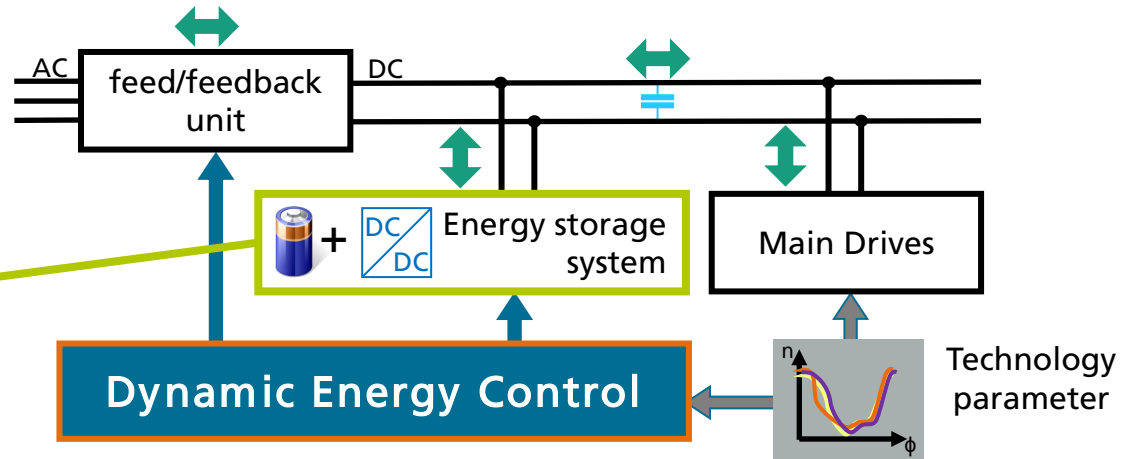 AC
feed/feedback
unit
DC
+
DC
DC
Energy storage
system
Main Drives
Dynamic Energy Control
n
ϕ
Technology
parameter